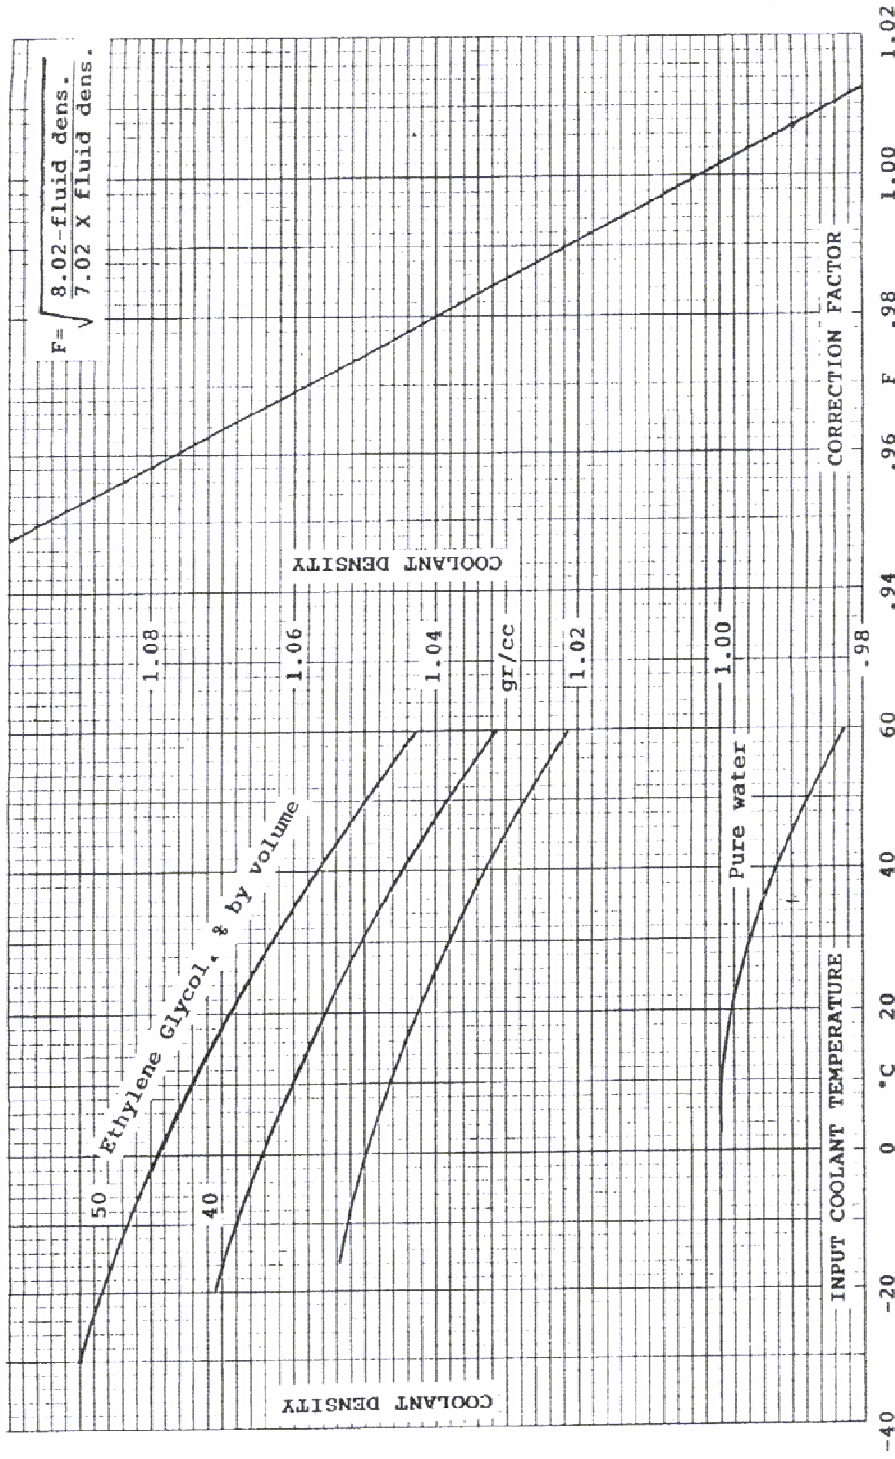 F= √ 8.02-fluid dens.
7.02 X fluid dens.
50
Ethylene Glycol, % by volume
40
1.08
1.06
1.04
gr/cc
1.02
1.00
.98
COOLANT DENSITY
COOLANT DENSITY
Pure water
INPUT COOLANT TEMPERATURE
-40
-20
0
°C
20
40
60
CORRECTION FACTOR
.94
.96
F
.98
1.00
1.02